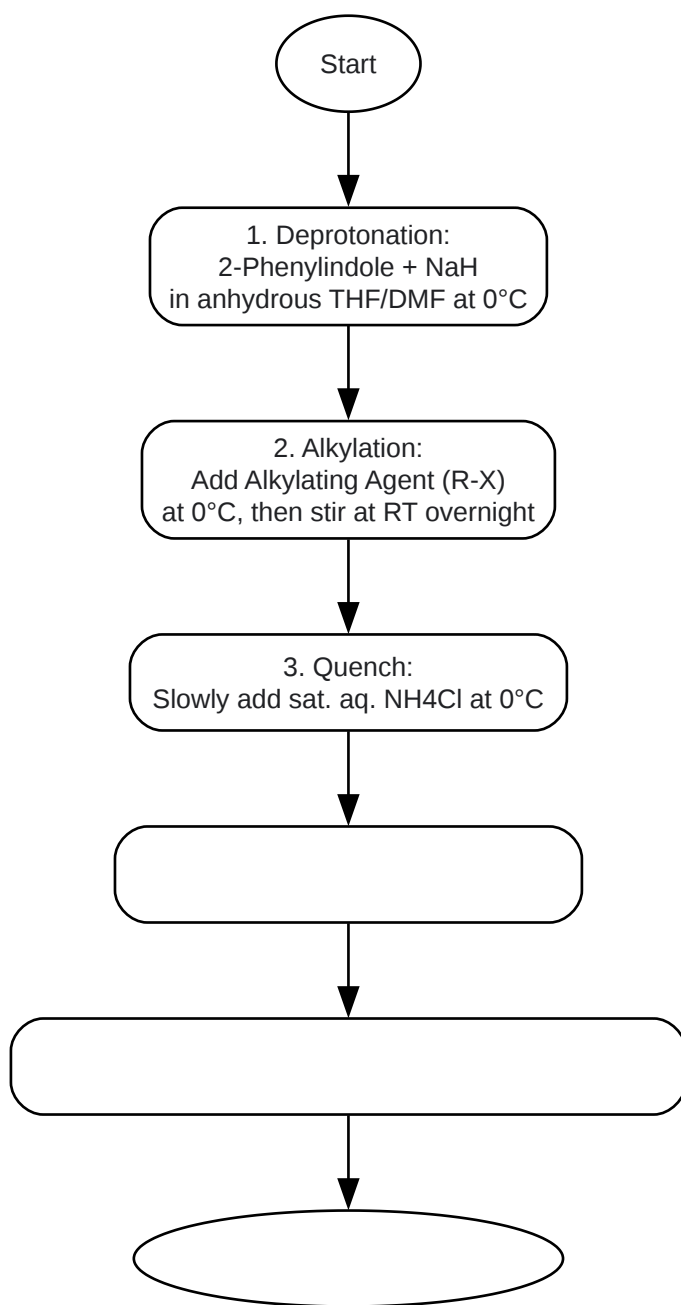 Start
1. Deprotonation:
2-Phenylindole + NaH
in anhydrous THF/DMF at 0°C
2. Alkylation:
Add Alkylating Agent (R-X)
at 0°C, then stir at RT overnight
3. Quench:
Slowly add sat. aq. NH4Cl at 0°C